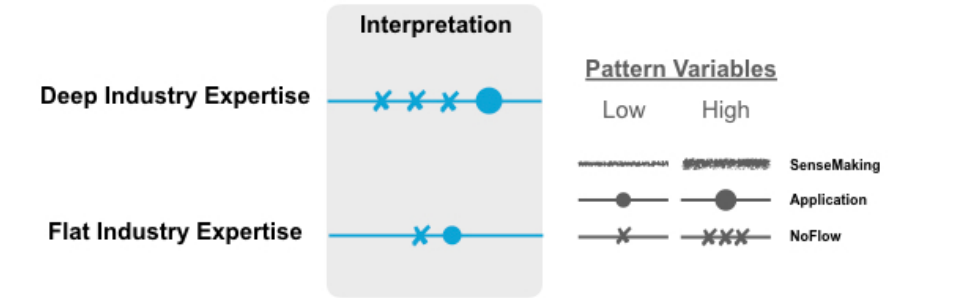 Interpretation
Deep Industry Expertise
Flat Industry Expertise
Pattern Variables
Low High
SenseMaking
Application
NoFlow